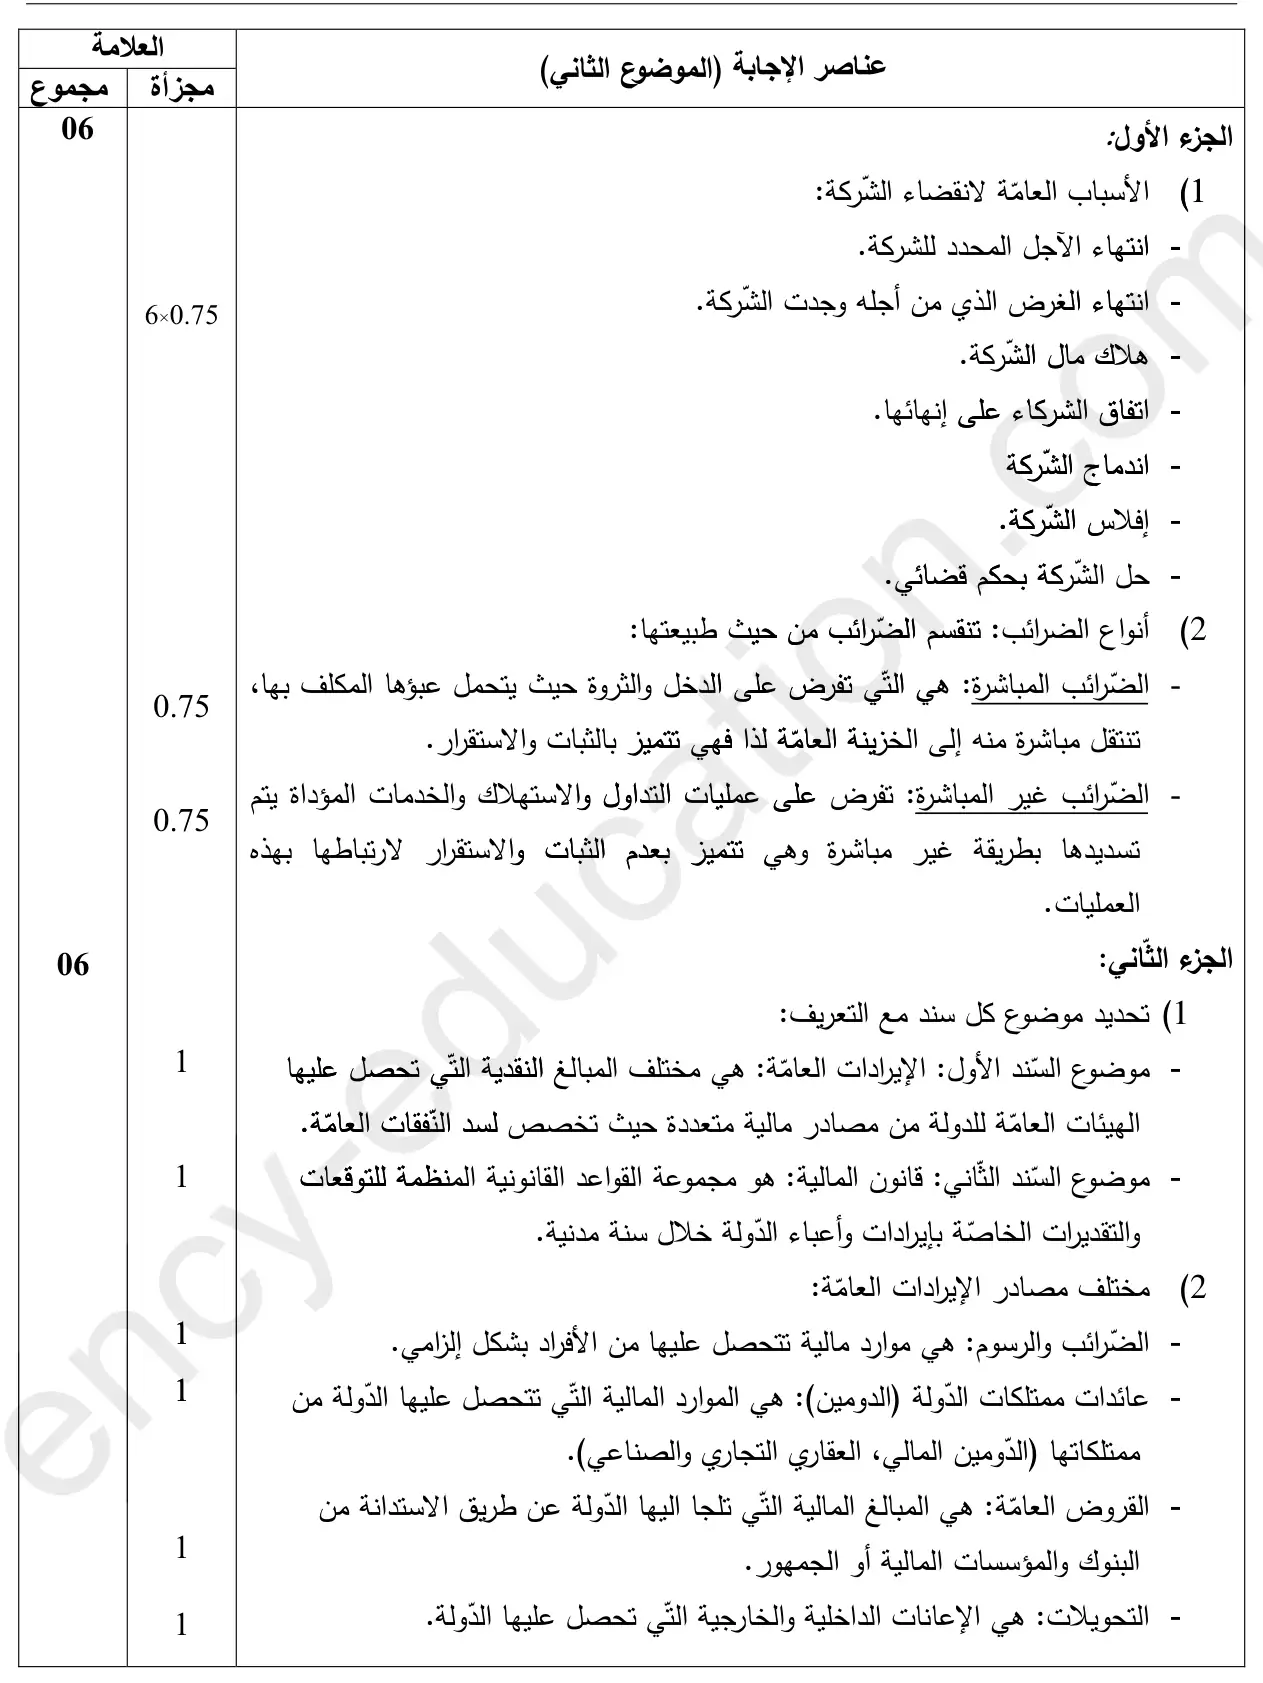 العلامة
عناصر الإجابة (الموضوع الثاني)
مجموع مجزأة
06
الجزء الأول:
1) الأسباب العامّة لانقضاء الشّركة:
- انتهاء الآجل المحدد للشركة.
- انتهاء الغرض الذي من أجله وجدت الشّركة.
6×0.75
- هلاك مال الشّركة.
- اتفاق الشركاء على إنهائها.
- اندماج الشّركة
- إفلاس الشّركة.
- حل الشّركة بحكم قضائي.
2) أنواع الضرائب: تنقسم الضّرائب من حيث طبيعتها:
- الضّرائب المباشرة: هي التّي تفرض على الدخل والثروة حيث يتحمل عبؤها المكلف بها،
0.75
تنتقل مباشرة منه إلى الخزينة العامّة لذا فهي تتميز بالثبات والاستقرار.
- الضّرائب غير المباشرة: تفرض على عمليات التداول والاستهلاك والخدمات المؤداة يتم
0.75
تسديدها بطريقة غير مباشرة وهي تتميز بعدم الثبات والاستقرار لارتباطها بهذه
العمليات.
الجزء الثّاني:
06
1) تحديد موضوع كل سند مع التعريف:
- موضوع السّند الأول: الإيرادات العامّة: هي مختلف المبالغ النقدية التّي تحصل عليها
1
الهيئات العامّة للدولة من مصادر مالية متعددة حيث تخصص لسد النّفقات العامّة.
- موضوع السّند الثّاني: قانون المالية: هو مجموعة القواعد القانونية المنظمة للتوقعات
1
والتقديرات الخاصّة بإيرادات وأعباء الدّولة خلال سنة مدنية.
2) مختلف مصادر الإيرادات العامّة:
- الضّرائب والرسوم: هي موارد مالية تتحصل عليها من الأفراد بشكل إلزامي.
1
- عائدات ممتلكات الدّولة (الدومين): هي الموارد المالية التّي تتحصل عليها الدّولة من
1
ممتلكاتها (الدّومين المالي، العقاري التجاري والصناعي).
- القروض العامّة: هي المبالغ المالية التّي تلجا اليها الدّولة عن طريق الاستدانة من
البنوك والمؤسسات المالية أو الجمهور.
1
- التحويلات: هي الإعانات الداخلية والخارجية التّي تحصل عليها الدّولة.
1
ency-education.com